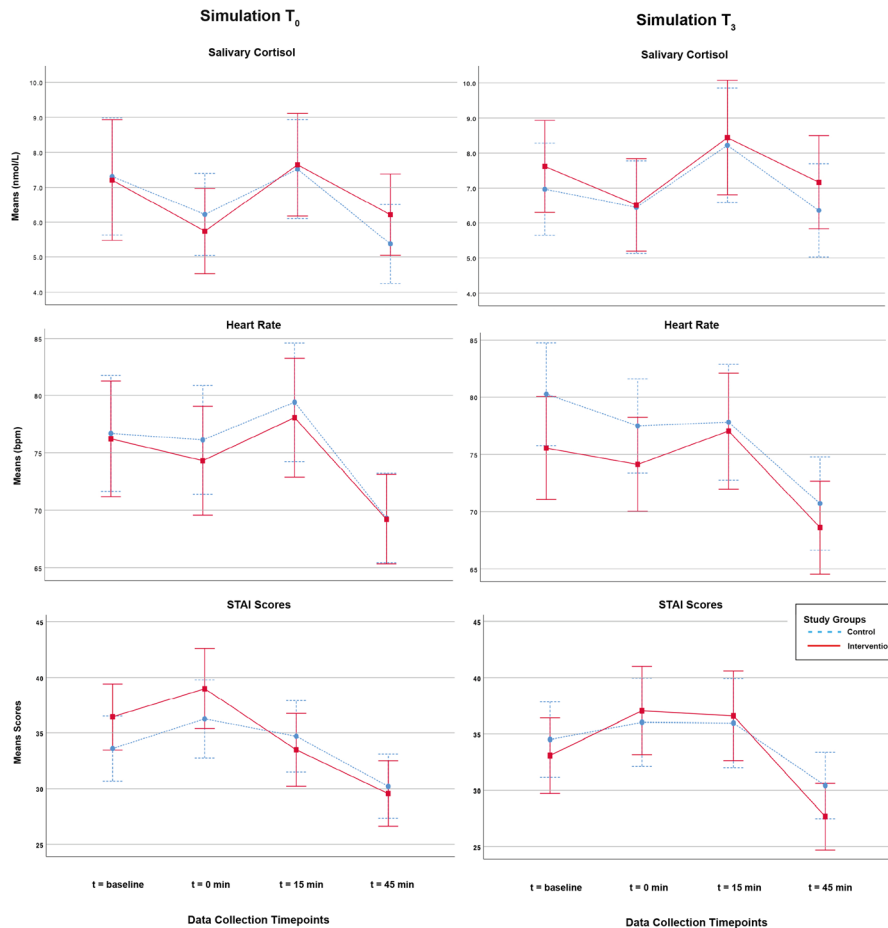 Simulation T0
Simulation T3
Salivary Cortisol
Means (nmol/L)
10.0
9.0
8.0
7.0
6.0
5.0
4.0
Salivary Cortisol
10.0
9.0
8.0
7.0
6.0
5.0
4.0
Heart Rate
Means (bpm)
85
80
75
70
65
Heart Rate
85
80
75
70
65
STAI Scores
Means Scores
45
40
35
30
25
STAI Scores
45
40
35
30
25
Study Groups
Control
Interventio
t = baseline
t = 0 min
t = 15 min
t = 45 min
t = baseline
t = 0 min
t = 15 min
t = 45 min
Data Collection Timepoints
Data Collection Timepoints